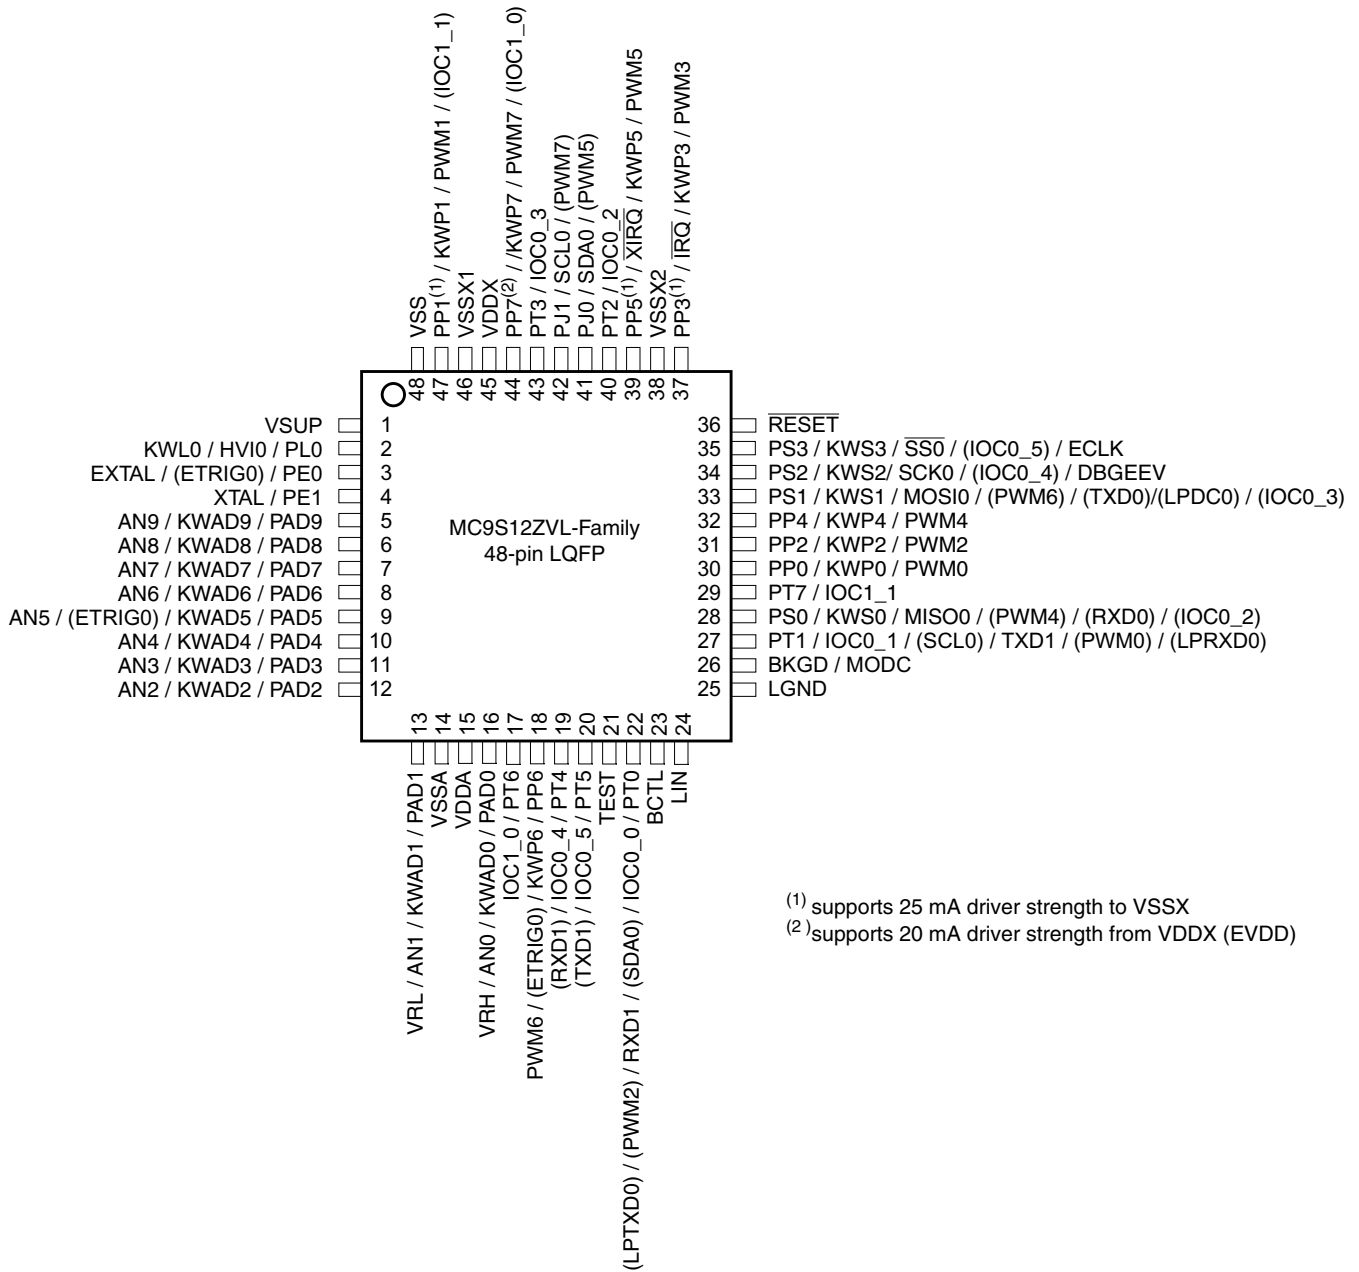 VSS
PP1(1) / KWP1 / PWM1 / (IOC1_1)
VSSX1
VDDX
PP7(2) / /KWP7 / PWM7 / (IOC1_0)
PT3 / IOC0_3
PJ1 / SCL0 / (PWM7)
PJ0 / SDA0 / (PWM5)
PT2 / IOC0_2
PP5(1) / XIRQ / KWP5 / PWM5
VSSX2
PP3(1) / IRQ / KWP3 / PWM3
48 47 46 45 44 43 42 41 40 39 38 37
VSUP 1
KWL0 / HVI0 / PL0 2
EXTAL / (ETRIG0) / PE0 3
XTAL / PE1 4
AN9 / KWAD9 / PAD9 5
AN8 / KWAD8 / PAD8 6
AN7 / KWAD7 / PAD7 7
AN6 / KWAD6 / PAD6 8
AN5 / (ETRIG0) / KWAD5 / PAD5 9
AN4 / KWAD4 / PAD4 10
AN3 / KWAD3 / PAD3 11
AN2 / KWAD2 / PAD2 12
MC9S12ZVL-Family
48-pin LQFP
36 RESET
35 PS3 / KWS3 / SS0 / (IOC0_5) / ECLK
34 PS2 / KWS2/ SCK0 / (IOC0_4) / DBGEEV
33 PS1 / KWS1 / MOSI0 / (PWM6) / (TXD0)/(LPDC0) / (IOC0_3)
32 PP4 / KWP4 / PWM4
31 PP2 / KWP2 / PWM2
30 PP0 / KWP0 / PWM0
29 PT7 / IOC1_1
28 PS0 / KWS0 / MISO0 / (PWM4) / (RXD0) / (IOC0_2)
27 PT1 / IOC0_1 / (SCL0) / TXD1 / (PWM0) / (LPRXD0)
26 BKGD / MODC
25 LGND
13 14 15 16 17 18 19 20 21 22 23 24
VRL / AN1 / KWAD1 / PAD1
VSSA
VDDA
VRH / AN0 / KWAD0 / PAD0
IOC1_0 / PT6
PWM6 / (ETRIG0) / KWP6 / PP6
(RXD1) / IOC0_4 / PT4
(TXD1) / IOC0_5 / PT5
TEST
(LPTXD0) / (PWM2) / RXD1 / (SDA0) / IOC0_0 / PT0
BCTL
LIN
(1) supports 25 mA driver strength to VSSX
(2 )supports 20 mA driver strength from VDDX (EVDD)